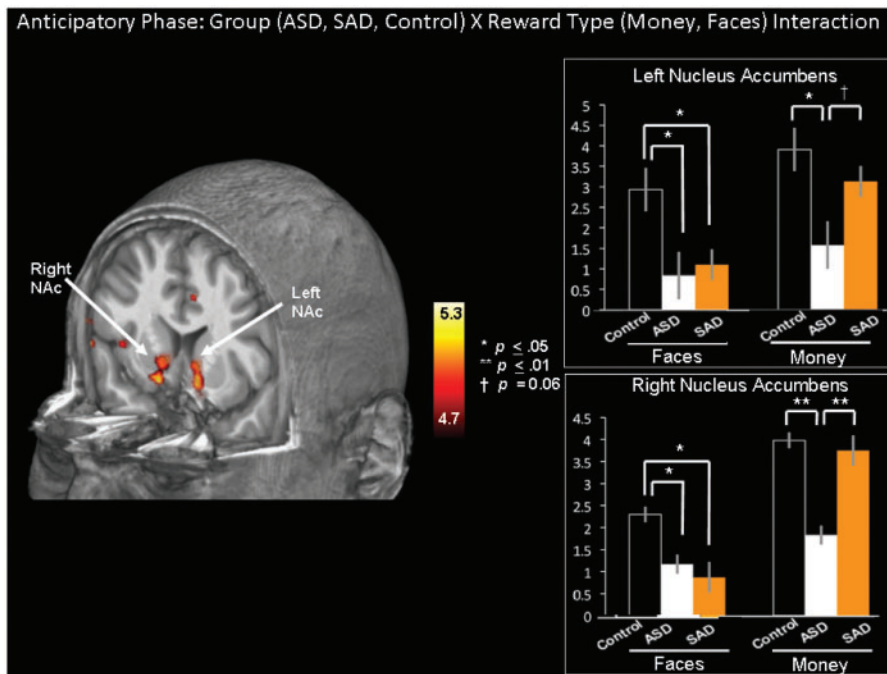 Anticipatory Phase: Group (ASD, SAD, Control) X Reward Type (Money, Faces) Interaction
Right
NAc
Left
NAc
5.3
4.7
* p ≤ .05
** p ≤ .01
† p = 0.06
Left Nucleus Accumbens
5
4.5
4
3.5
3
2.5
2
1.5
1
0.5
0
* * * †
Control ASD SAD Control ASD SAD
Faces Money
Right Nucleus Accumbens
4.5
4
3.5
3
2.5
2
1.5
1
0.5
0
* * ** **
Control ASD SAD Control ASD SAD
Faces Money